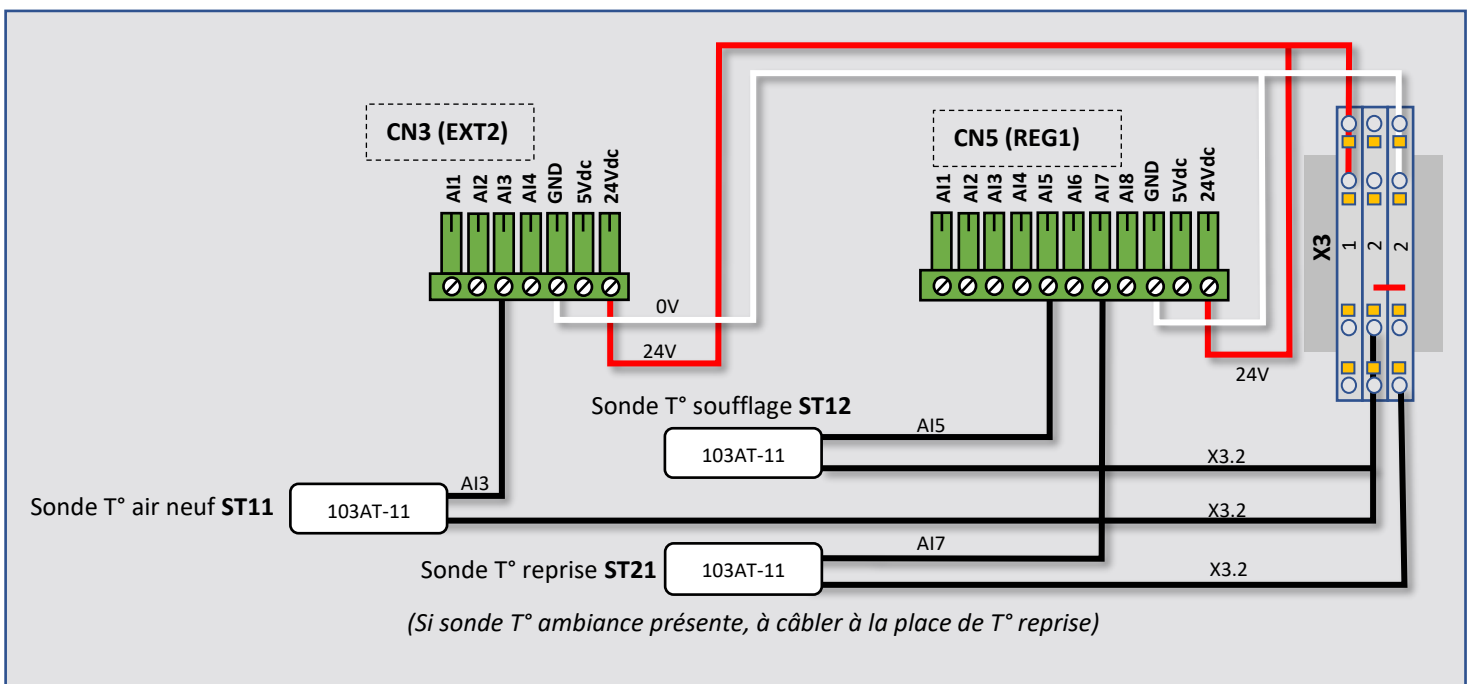 CN3 (EXT2)
AI1
AI2
AI3
AI4
GND
5Vdc
24Vdc
CN5 (REG1)
AI1
AI2
AI3
AI4
AI5
AI6
AI7
AI8
GND
5Vdc
24Vdc
X3
1
2
2
0V
24V
24V
Sonde T° soufflage ST12
103AT-11
AI5
X3.2
Sonde T° air neuf ST11
103AT-11
AI3
X3.2
Sonde T° reprise ST21
103AT-11
AI7
X3.2
(Si sonde T° ambiance présente, à câbler à la place de T° reprise)